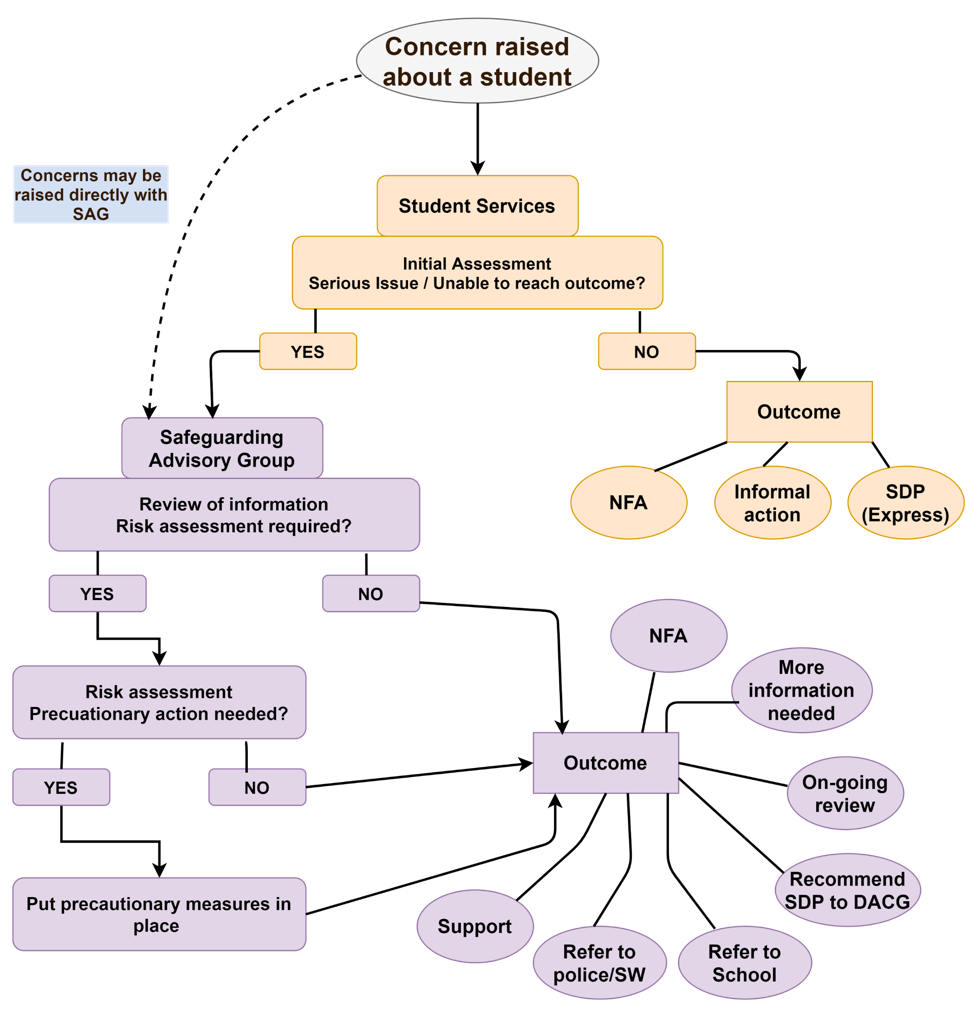 Concern raised
about a student
Concerns may be
raised directly with
SAG
Student Services
Initial Assessment
Serious Issue / Unable to reach outcome?
YES
NO
Outcome
NFA
Informal
action
SDP
(Express)
Safeguarding
Advisory Group
Review of information
Risk assessment required?
YES
NO
Risk assessment
Precuationary action needed?
YES
NO
Put precautionary measures in
place
Outcome
NFA
More
information
needed
On-going
review
Recommend
SDP to DACG
Refer to
School
Refer to
police/SW
Support